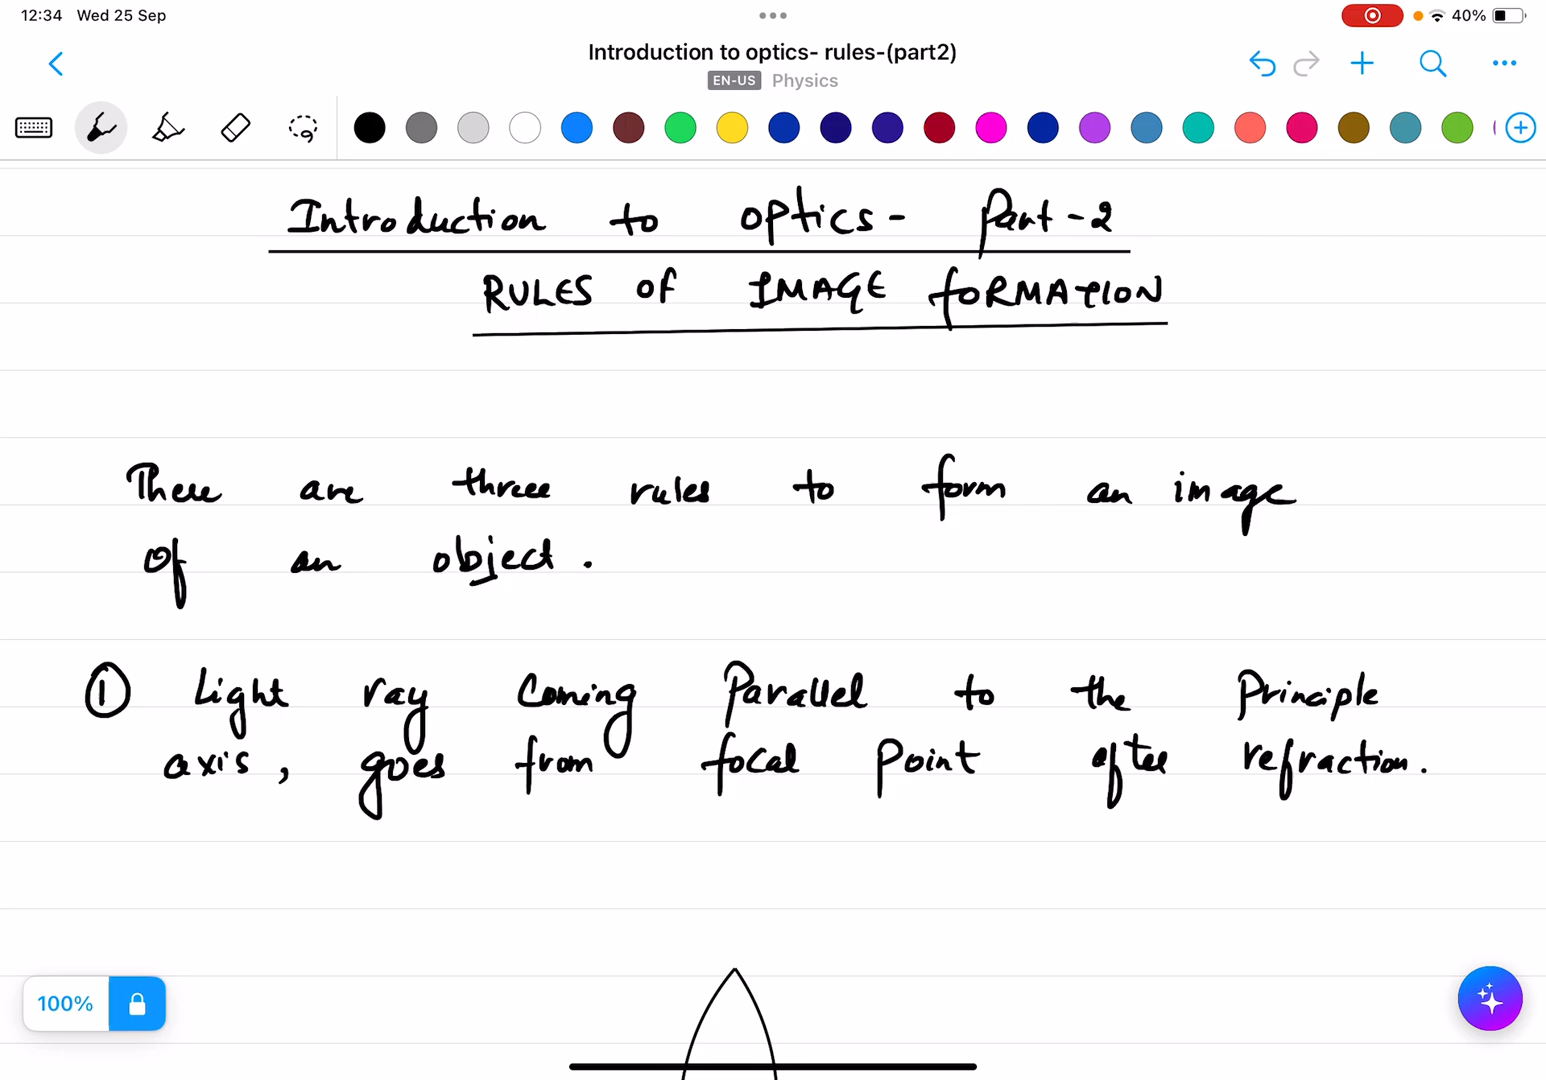 12:34 Wed 25 Sep
40%
Introduction to optics- rules-(part2)
EN-US Physics
Introduction to optics- Part-2
RULES OF IMAGE FORMATION
There are three rules to form an image
of an object.
① Light ray coming Parallel to the Principle
axis, goes from focal Point after refraction.
100%